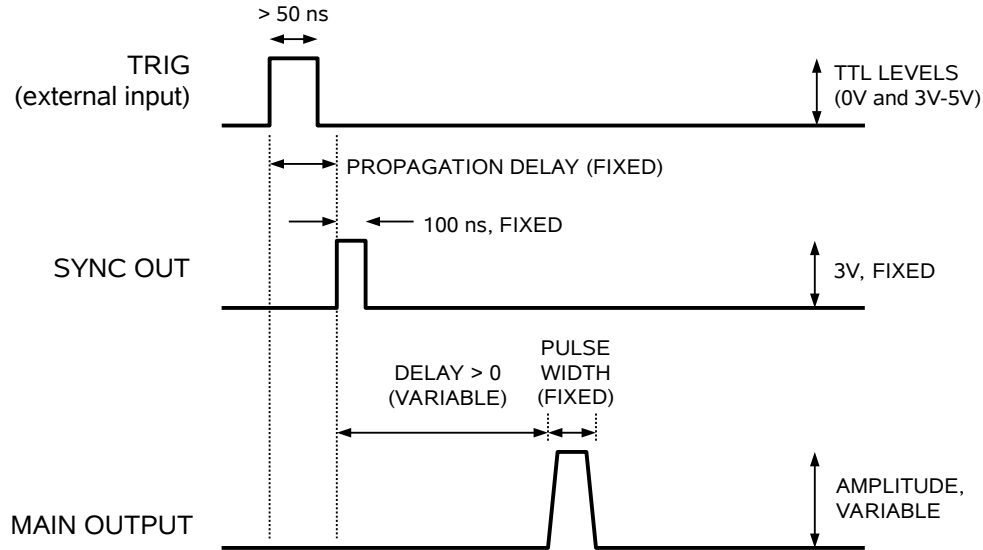 > 50 ns
TRIG
(external input)
TTL LEVELS
(0V and 3V-5V)
PROPAGATION DELAY (FIXED)
100 ns, FIXED
SYNC OUT
3V, FIXED
DELAY > 0
(VARIABLE)
PULSE
WIDTH
(FIXED)
MAIN OUTPUT
AMPLITUDE,
VARIABLE